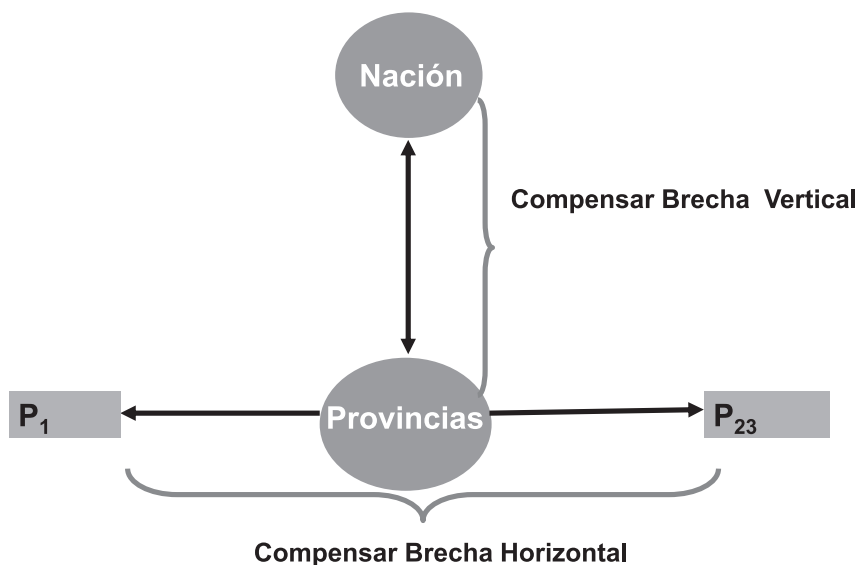 Nación
Compensar Brecha Vertical
P₁
Provincias
P₂₃
Compensar Brecha Horizontal